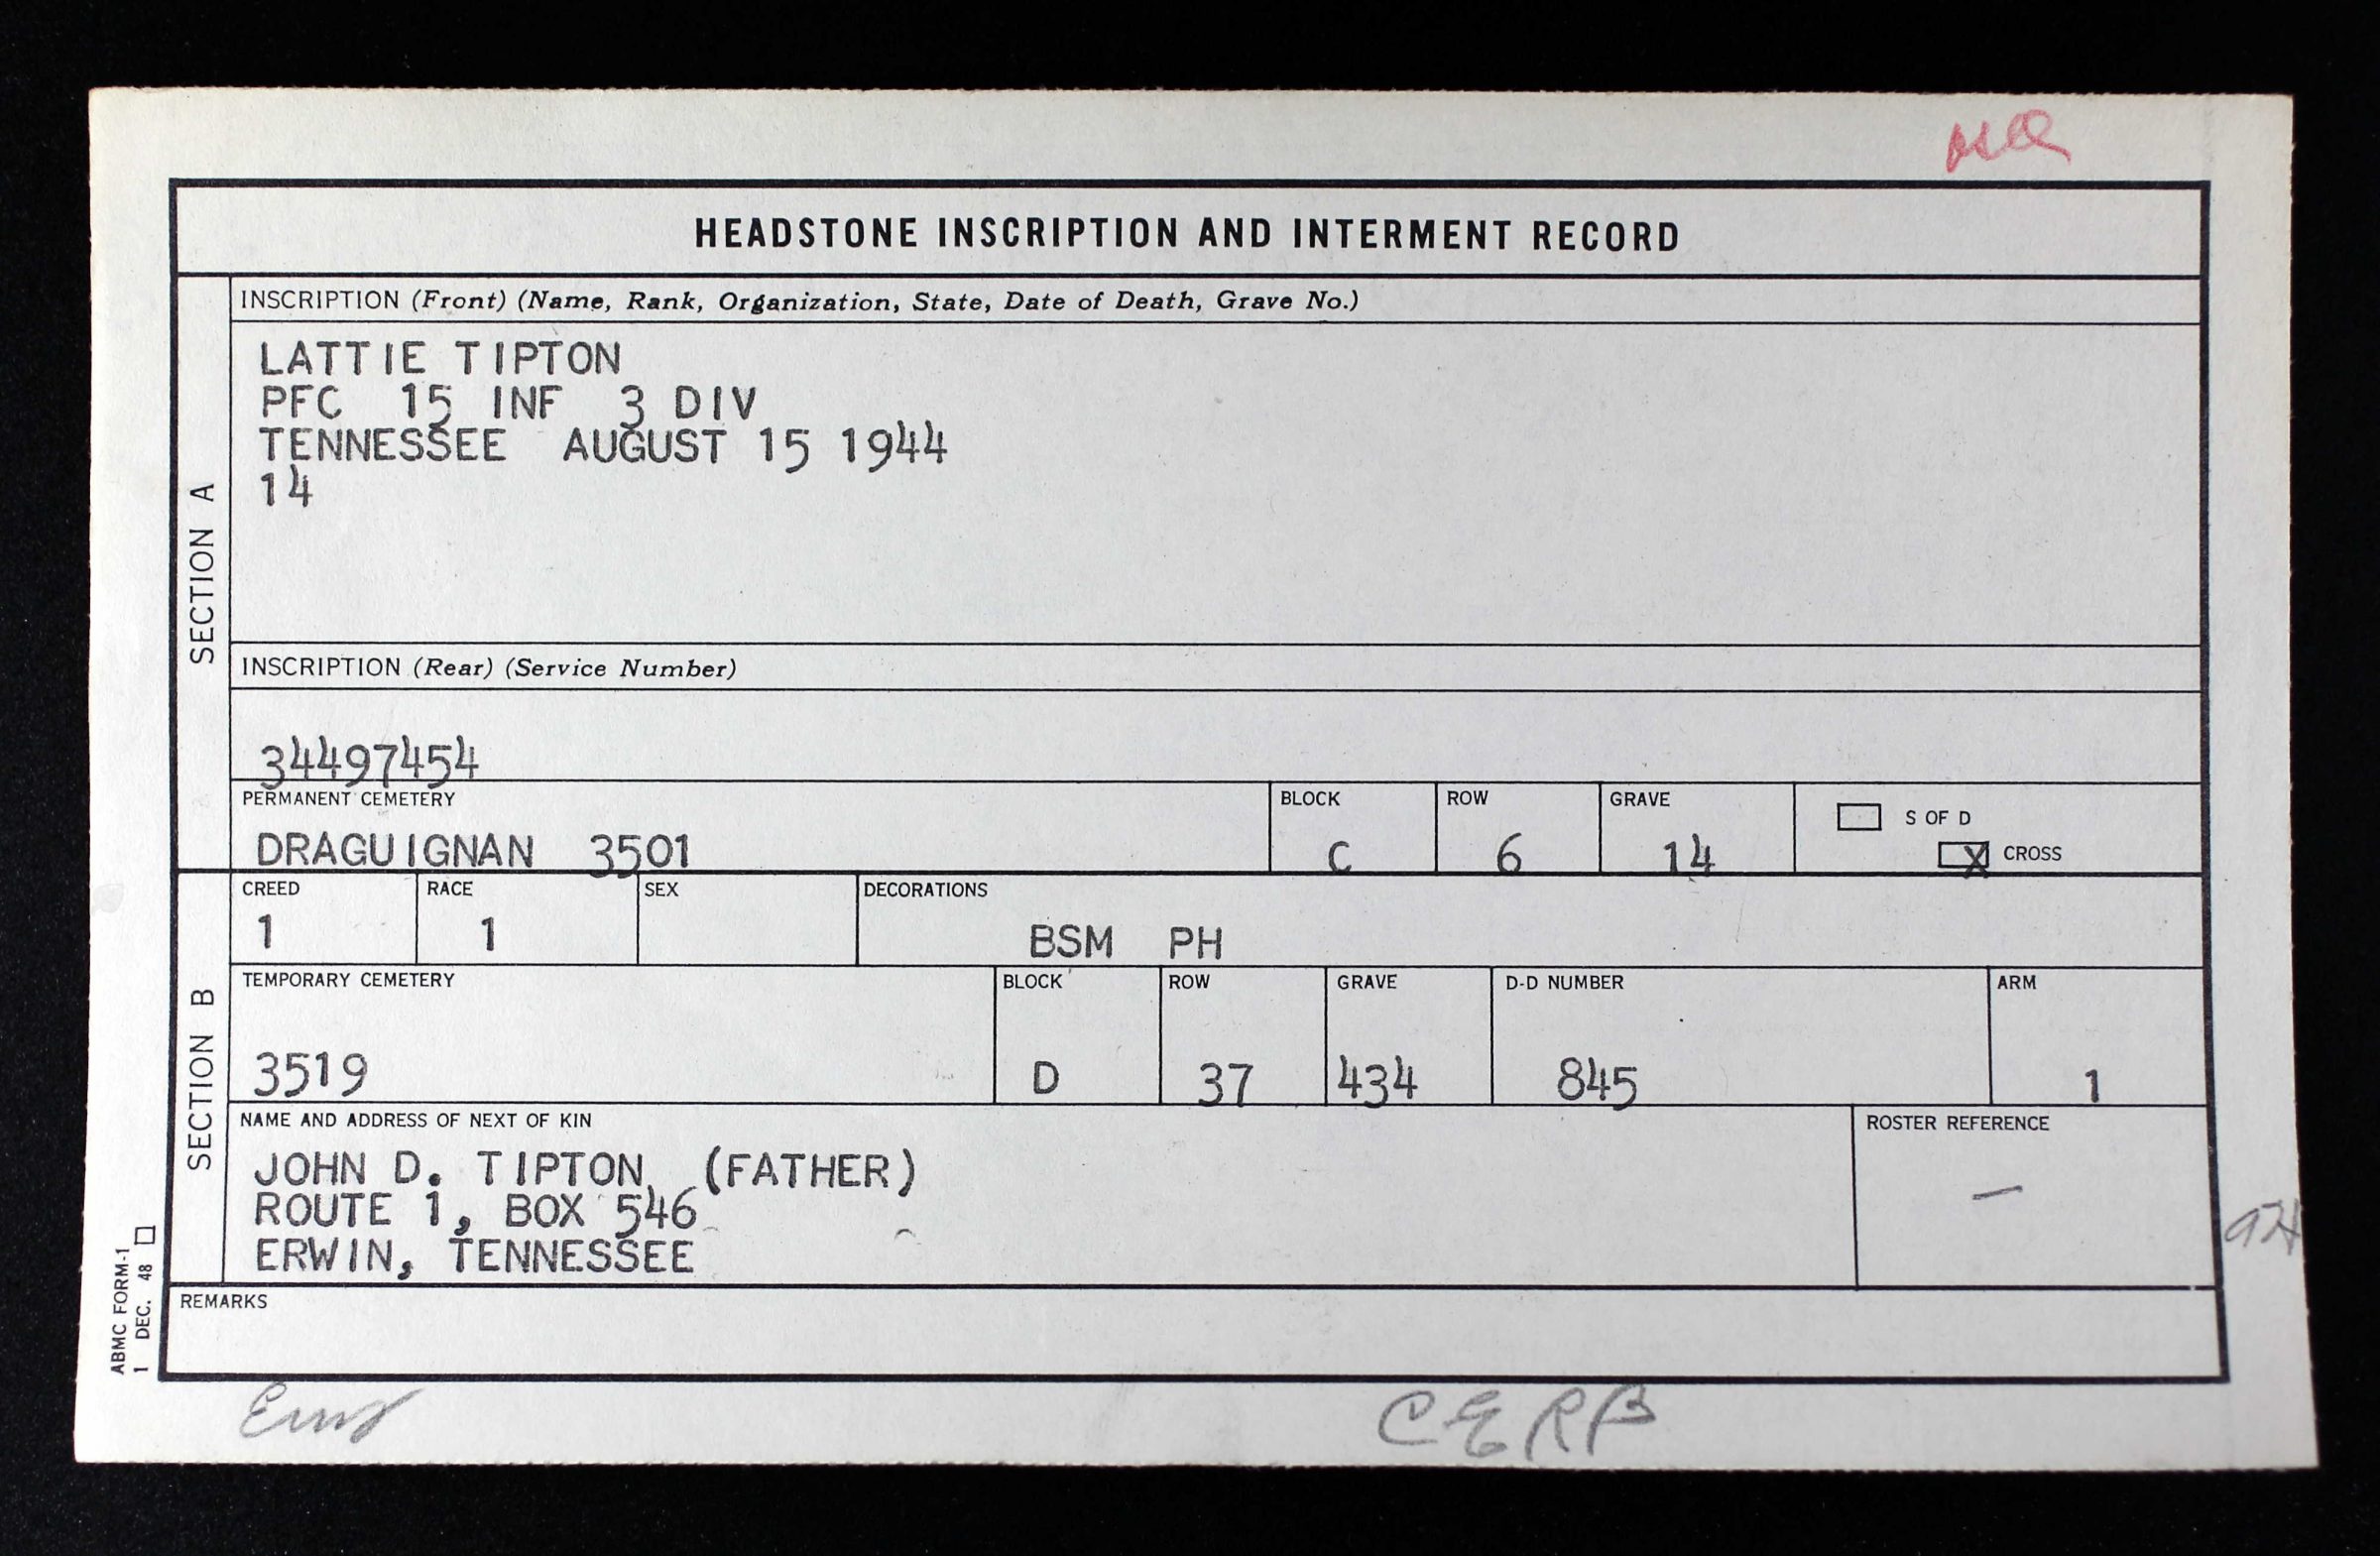 HEADSTONE INSCRIPTION AND INTERMENT RECORD
SECTION A
INSCRIPTION (Front) (Name, Rank, Organization, State, Date of Death, Grave No.)
LATTIE TIPTON
PFC 15 INF 3 DIV
TENNESSEE AUGUST 15 1944
14
INSCRIPTION (Rear) (Service Number)
34497454
PERMANENT CEMETERY BLOCK ROW GRAVE
DRAGUIGNAN 3501 C 6 14
S OF D
X CROSS
SECTION B
CREED RACE SEX DECORATIONS
1 1 BSM PH
TEMPORARY CEMETERY BLOCK ROW GRAVE D-D NUMBER ARM
3519 D 37 434 845 1
NAME AND ADDRESS OF NEXT OF KIN ROSTER REFERENCE
JOHN D. TIPTON (FATHER) —
ROUTE 1, BOX 546
ERWIN, TENNESSEE
REMARKS
ABMC FORM-1
1 DEC. 48
CERB